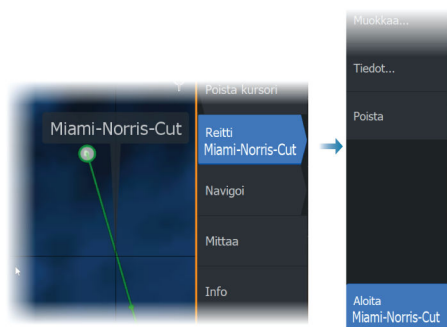 Muokkaa...
Tiedot...
Poista
Poista kursori
Miami-Norris-Cut
Reitti
Miami-Norris-Cut
Navigoi
Mittaa
Info
Aloita
Miami-Norris-Cut